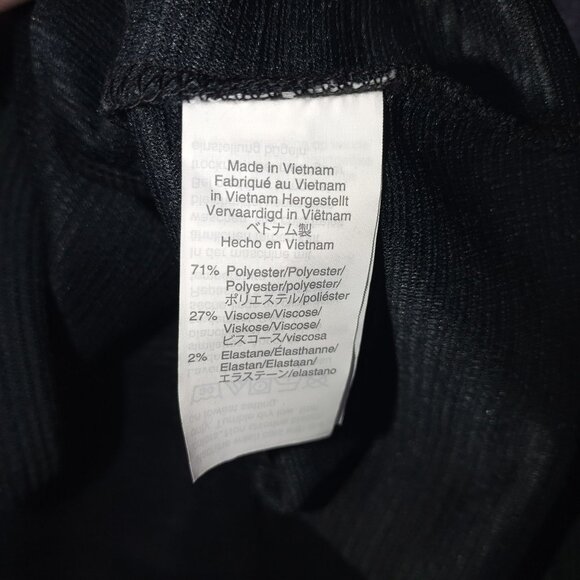 Made in Vietnam
Fabriqué au Vietnam
in Vietnam Hergestellt
Vervaardigd in Viëtnam
ベトナム製
Hecho en Vietnam
71% Polyester/Polyester/
Polyester/polyester/
ポリエステル/poliéster
27% Viscose/Viscose/
Viskose/Viscose/
ビスコース/viscosa
2% Elastane/Élasthanne/
Elastan/Elastaan/
エラステーン/elastano